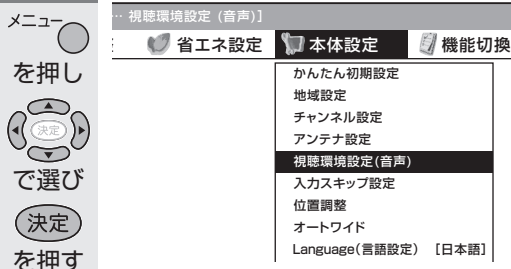 メニュー
を押し
決定
で選び
決定
を押す
… 視聴環境設定 (音声)]
省エネ設定
本体設定
機能切換
かんたん初期設定
地域設定
チャンネル設定
アンテナ設定
視聴環境設定(音声)
入力スキップ設定
位置調整
オートワイド
Language(言語設定) [日本語]